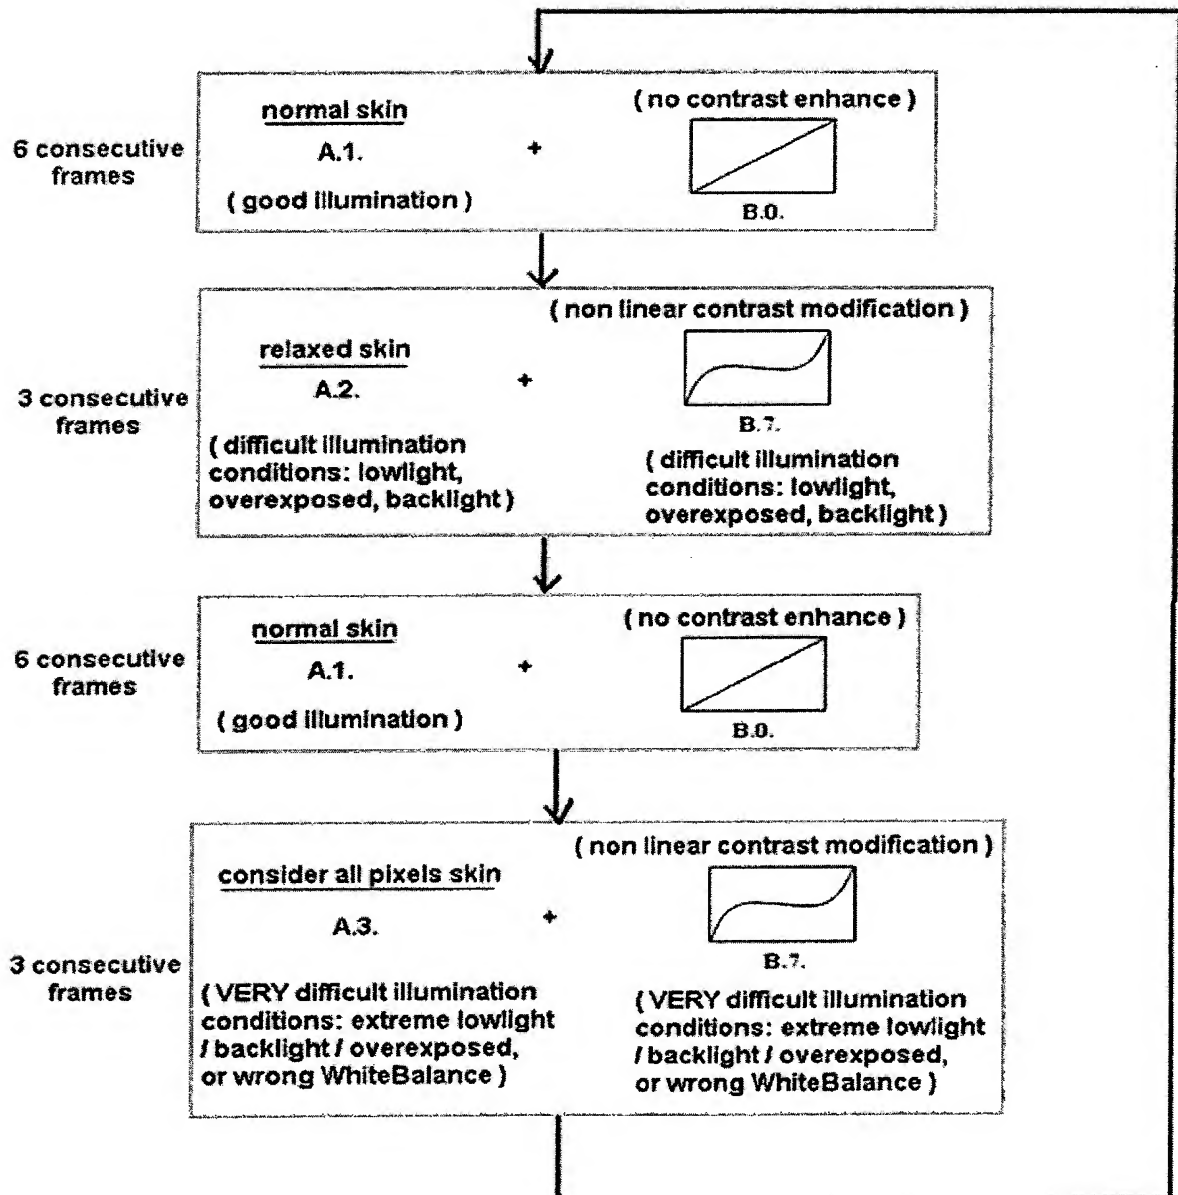 normal skin
( no contrast enhance )
6 consecutive
frames
A.1.
+
( good illumination )
B.0.
( non linear contrast modification )
relaxed skin
3 consecutive
frames
A.2.
+
B.7.
( difficult illumination
conditions: lowlight,
overexposed, backlight )
( difficult illumination
conditions: lowlight,
overexposed, backlight )
normal skin
( no contrast enhance )
6 consecutive
frames
A.1.
+
( good illumination )
B.0.
( non linear contrast modification )
consider all pixels skin
A.3.
+
B.7.
3 consecutive
frames
( VERY difficult illumination
conditions: extreme lowlight
/ backlight / overexposed,
or wrong WhiteBalance )
( VERY difficult illumination
conditions: extreme lowlight
/ backlight / overexposed,
or wrong WhiteBalance )